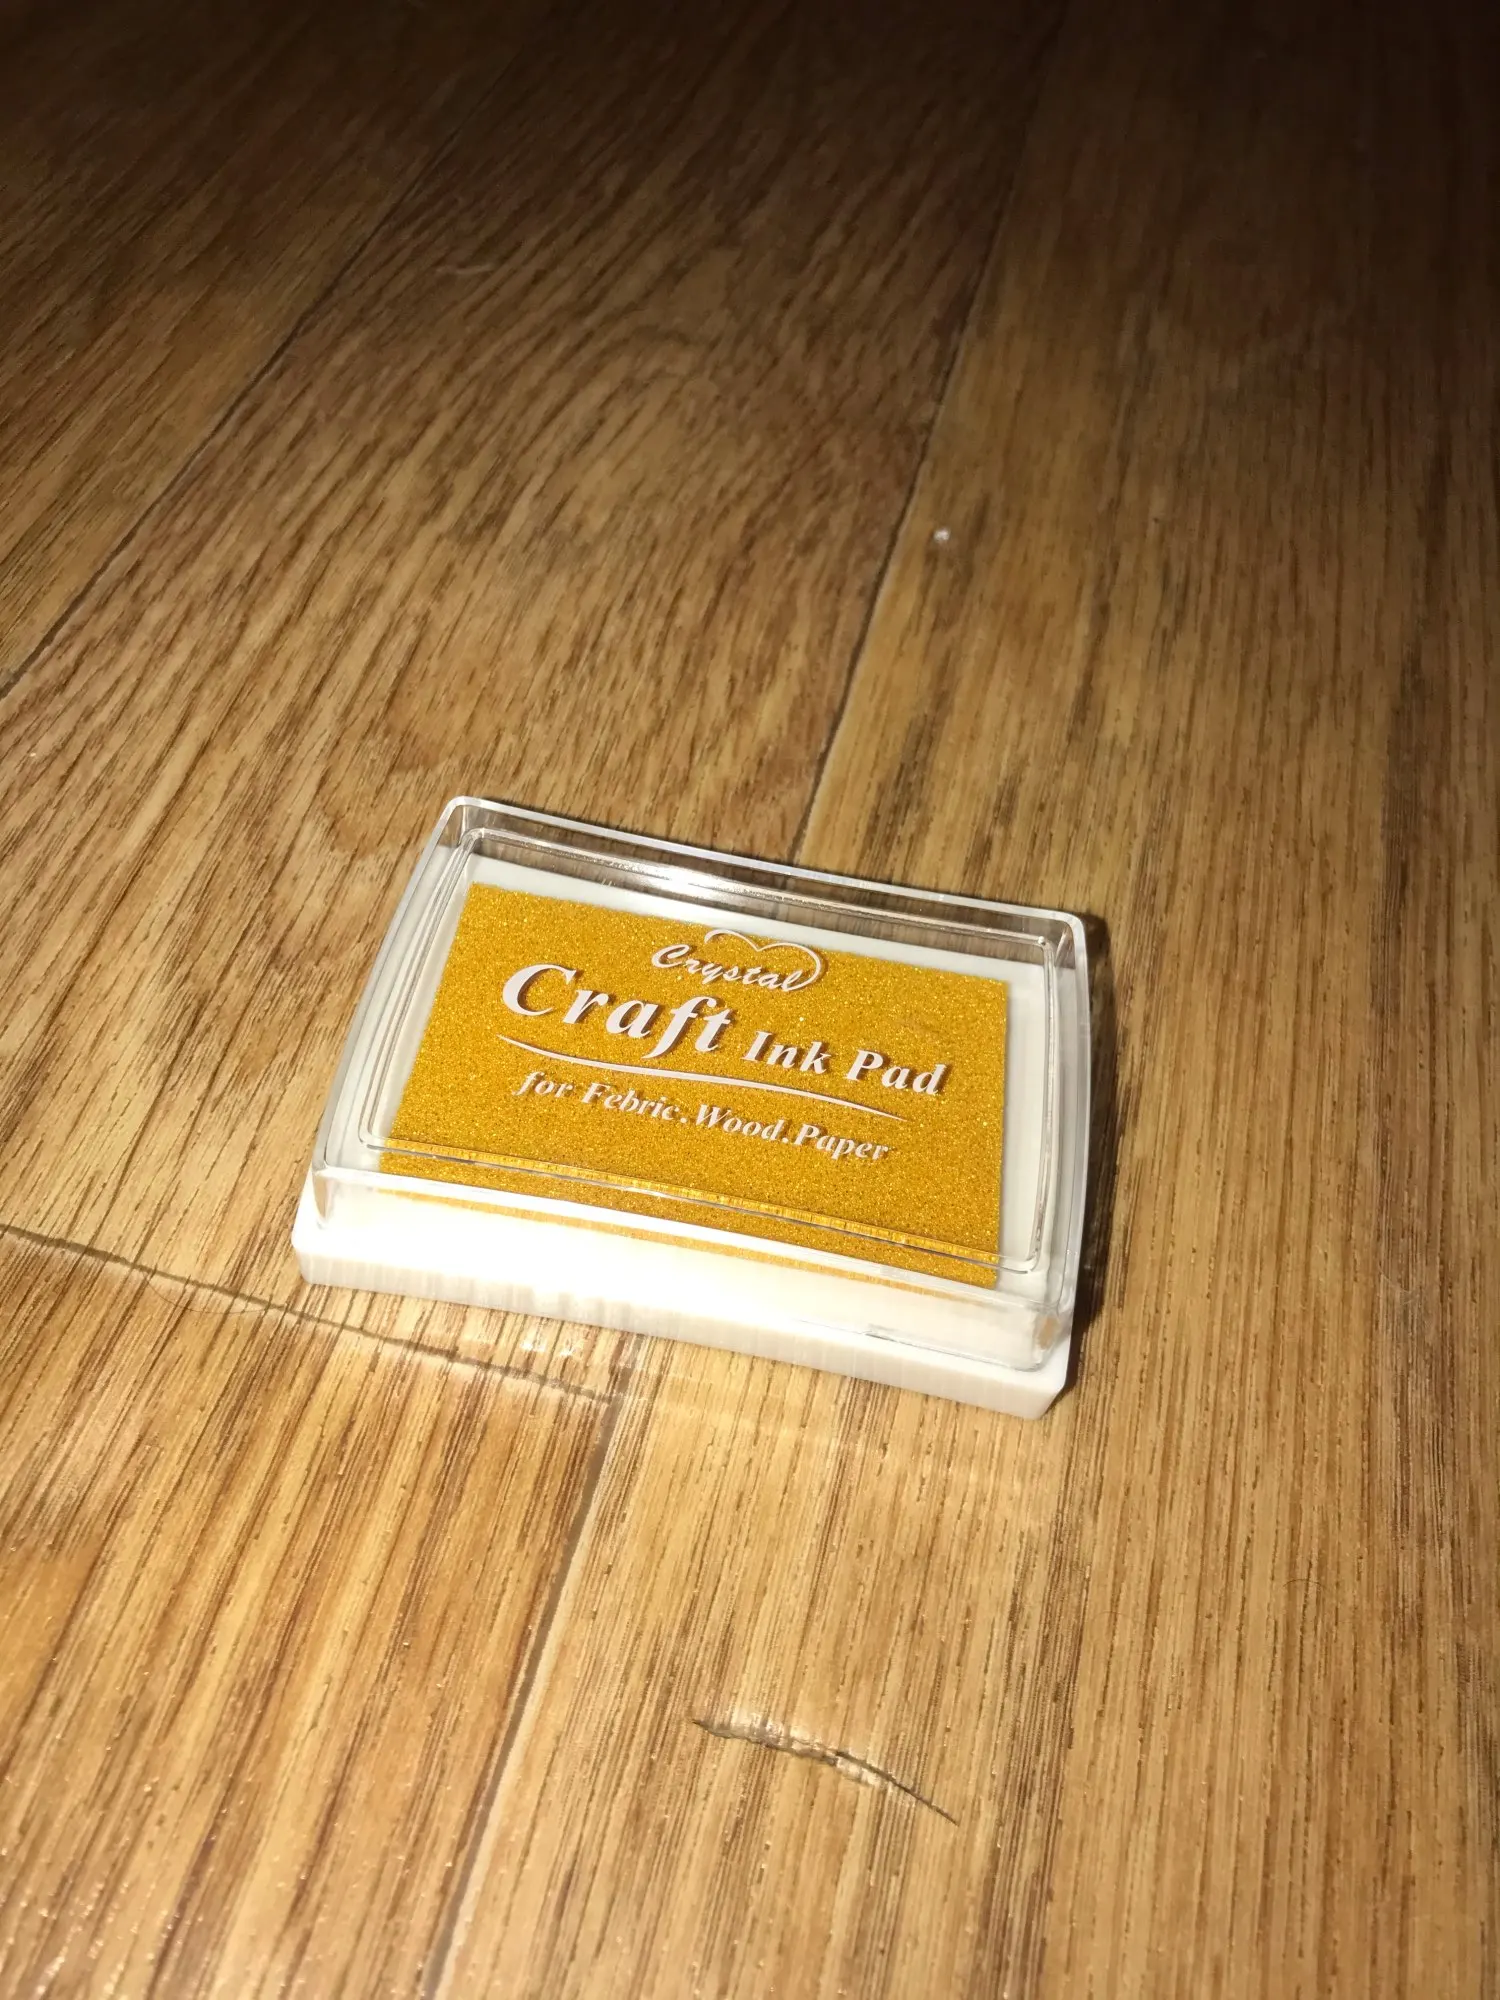 Crystal
Craft Ink Pad
for Febric.Wood.Paper